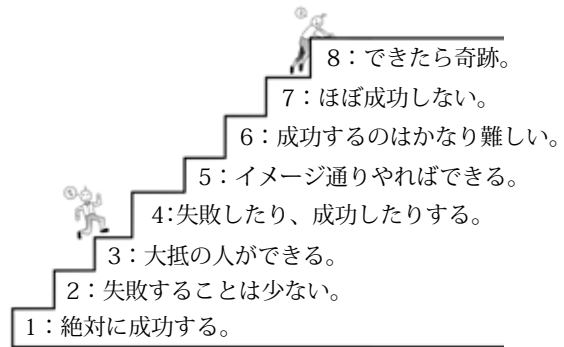 8：できたら奇跡。
7：ほぼ成功しない。
6：成功するのはかなり難しい。
5：イメージ通りやればできる。
4:失敗したり、成功したりする。
3：大抵の人ができる。
2：失敗することは少ない。
1：絶対に成功する。